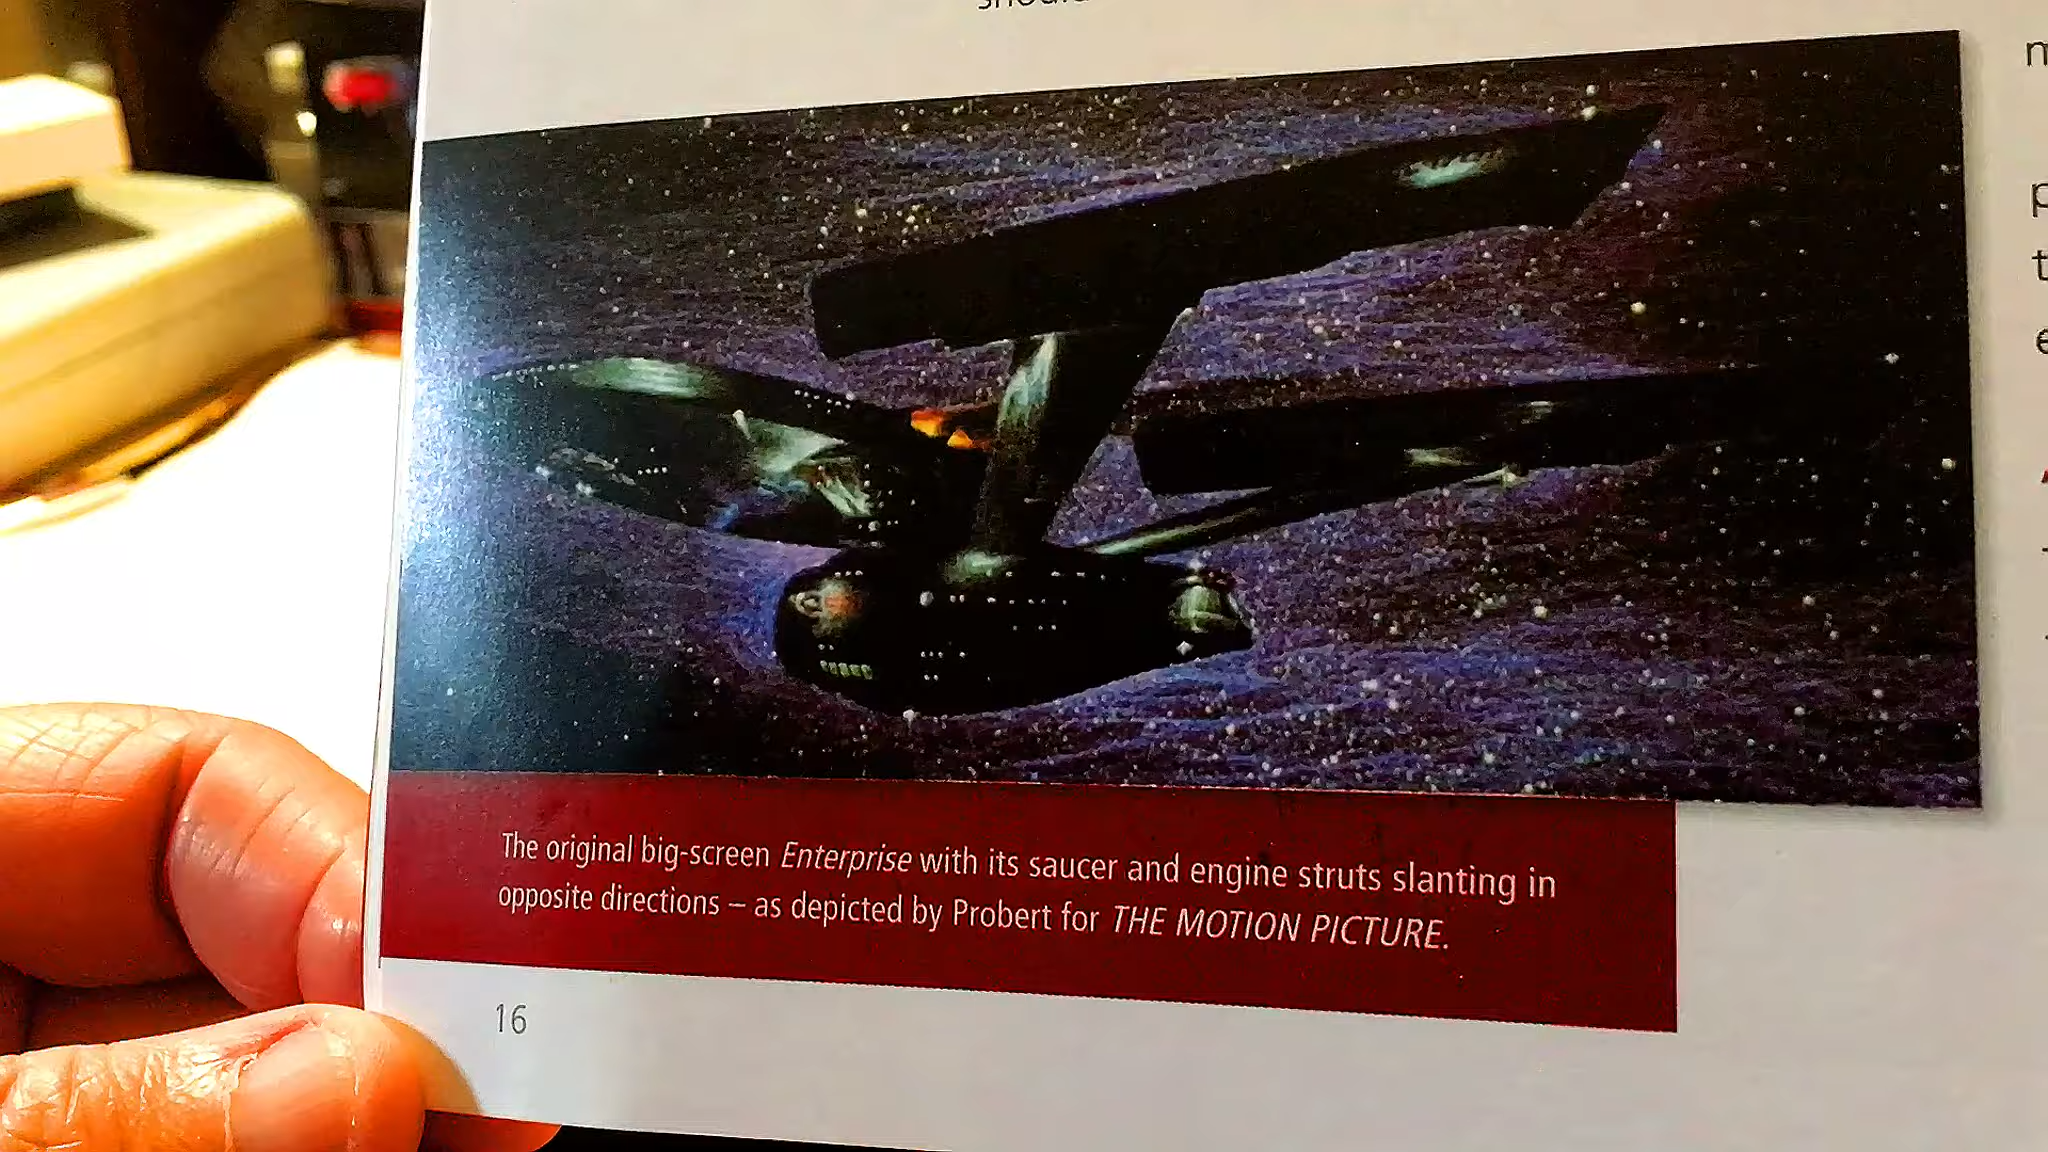 The original big-screen Enterprise with its saucer and engine struts slanting in
opposite directions – as depicted by Probert for THE MOTION PICTURE.
16